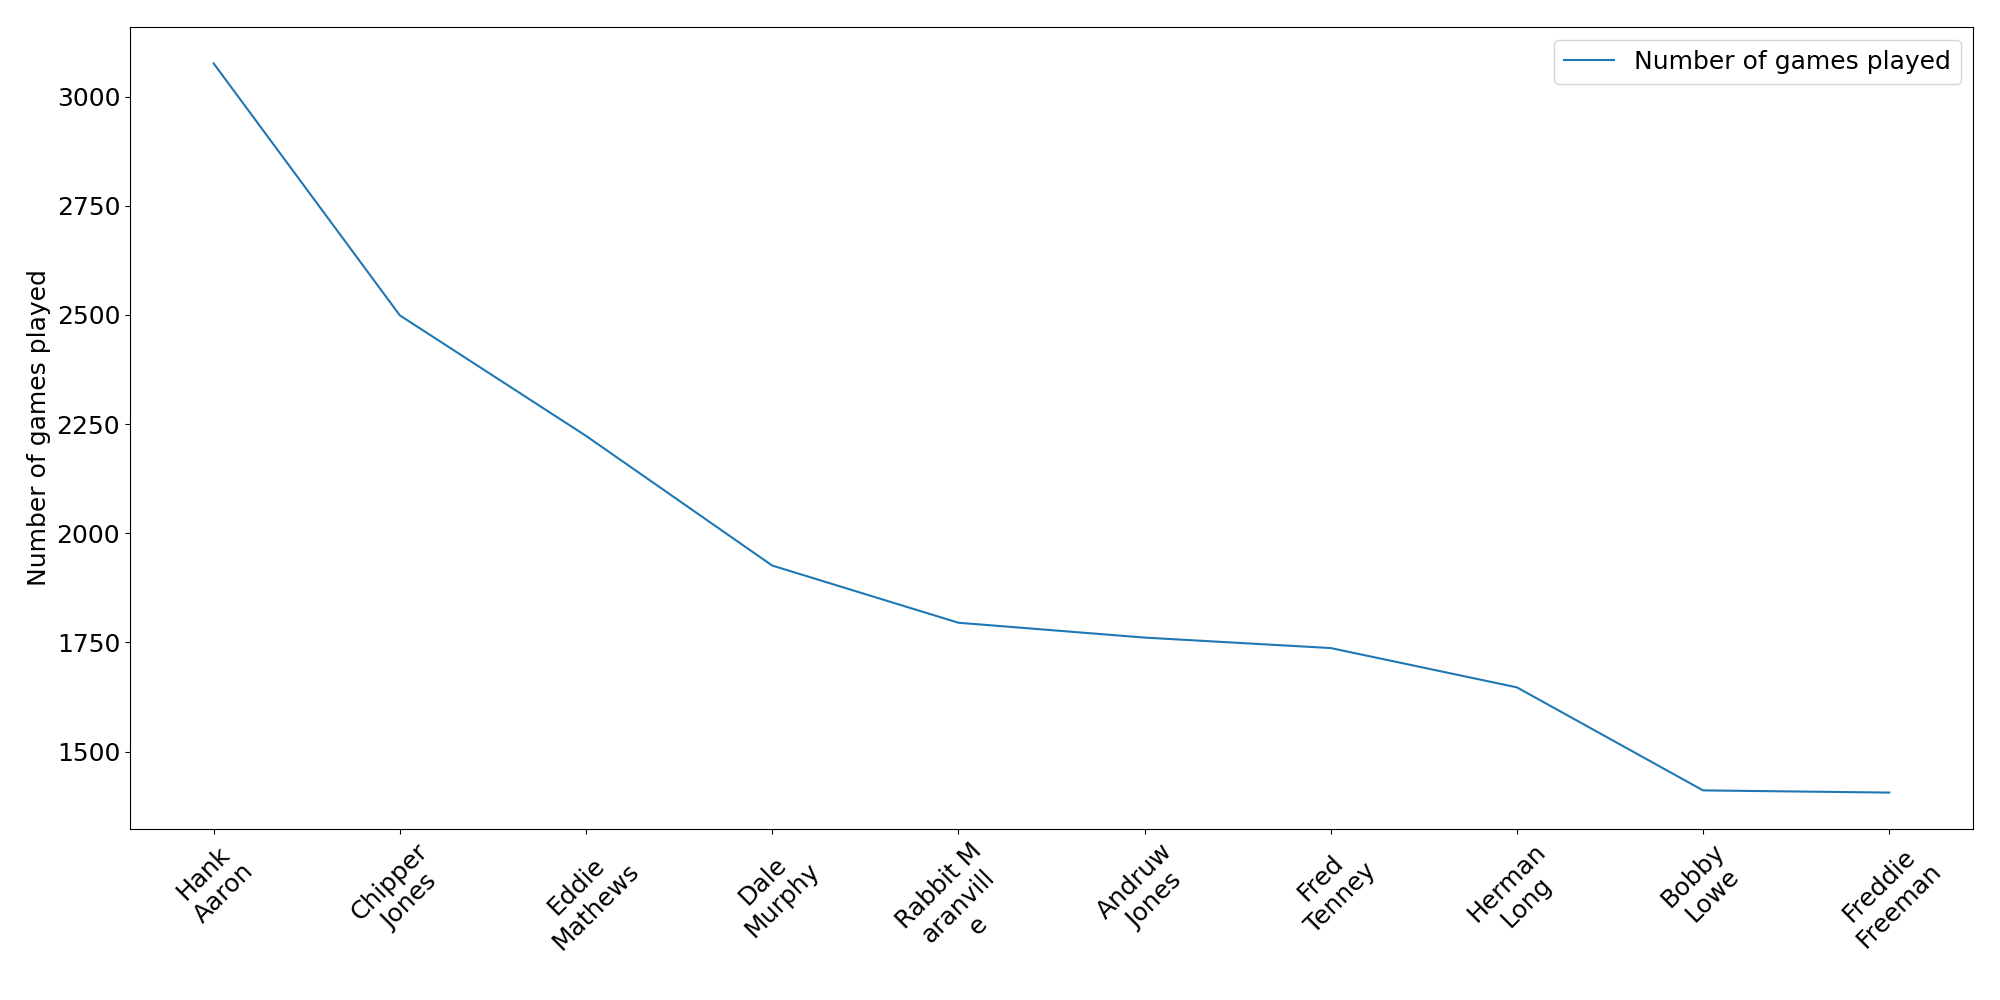 Number of games played
3000
2750
2500
2250
2000
1750
1500
Number of games played
Hank
Aaron
Chipper
Jones
Eddie
Mathews
Dale
Murphy
Rabbit M
aranvill
e
Andruw
Jones
Fred
Tenney
Herman
Long
Bobby
Lowe
Freddie
Freeman